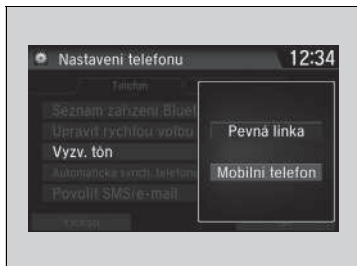 Nastavení telefonu
12:34
Telefon
Seznam zařízení Bluet
Upravit rychlou volbu
Vyzv. tón
Automatická synch. telefonu
Povolit SMS/e-mail
Pevná linka
Mobilní telefon